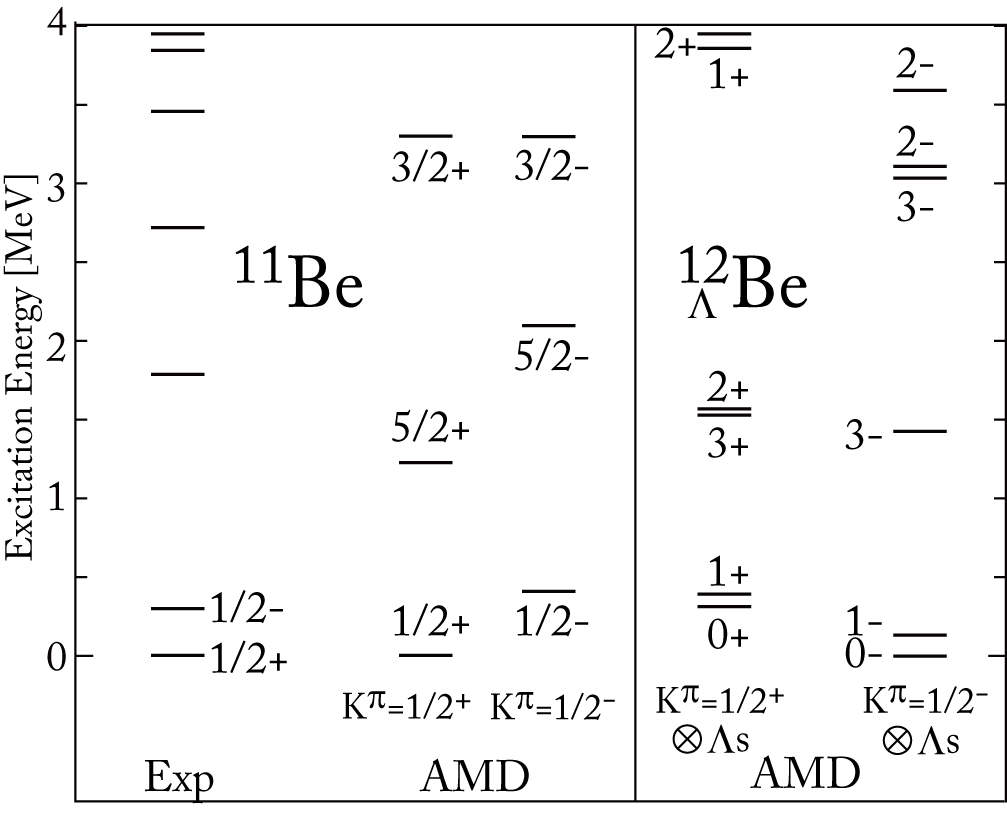 Excitation Energy [MeV]
4
3
2
1
0
11Be
1/2-
1/2+
Exp
3/2+
5/2+
1/2+
Kπ=1/2+
3/2-
5/2-
1/2-
Kπ=1/2-
AMD
12ΛBe
2+
1+
2+
3+
1+
0+
Kπ=1/2+
⊗Λs
2-
2-
3-
3-
1-
0-
Kπ=1/2-
⊗Λs
AMD